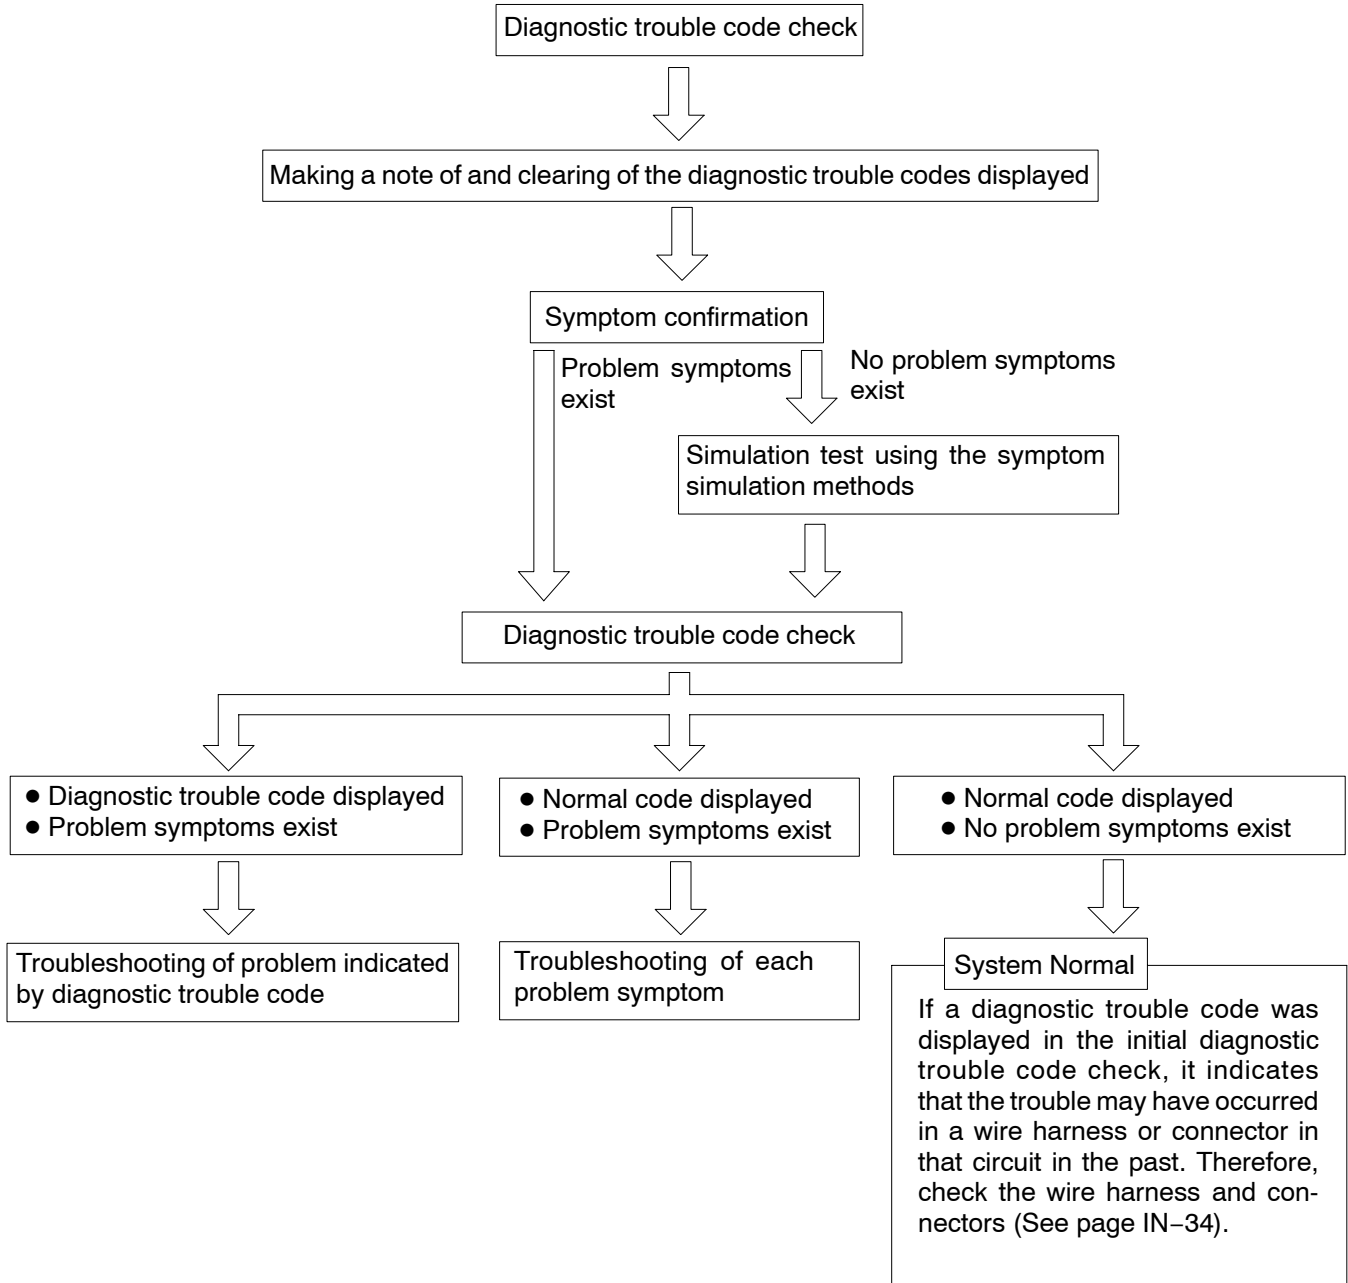 Diagnostic trouble code check
Making a note of and clearing of the diagnostic trouble codes displayed
Symptom confirmation
Problem symptoms
exist
No problem symptoms
exist
Simulation test using the symptom
simulation methods
Diagnostic trouble code check
● Diagnostic trouble code displayed
● Problem symptoms exist
● Normal code displayed
● Problem symptoms exist
● Normal code displayed
● No problem symptoms exist
Troubleshooting of problem indicated
by diagnostic trouble code
Troubleshooting of each
problem symptom
System Normal
If a diagnostic trouble code was
displayed in the initial diagnostic
trouble code check, it indicates
that the trouble may have occurred
in a wire harness or connector in
that circuit in the past. Therefore,
check the wire harness and con-
nectors (See page IN−34).